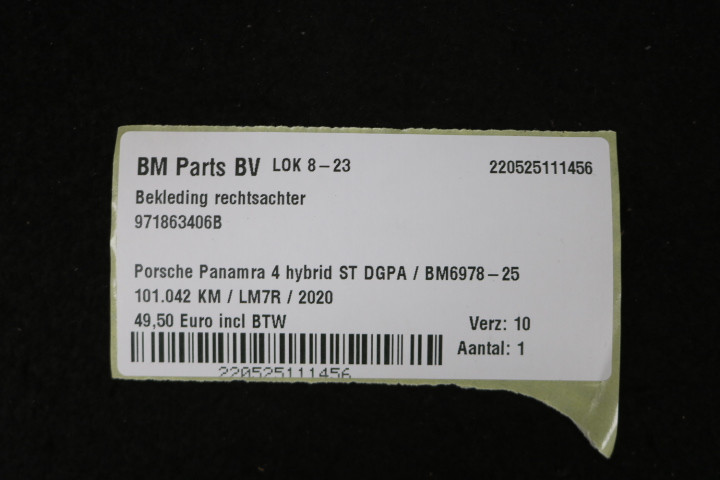 BM Parts BV LOK 8-23 220525111456
Bekleding rechtsachter
971863406B
Porsche Panamra 4 hybrid ST DGPA / BM6978-25
101.042 KM / LM7R / 2020
49,50 Euro incl BTW Verz: 10
Aantal: 1
220525111456